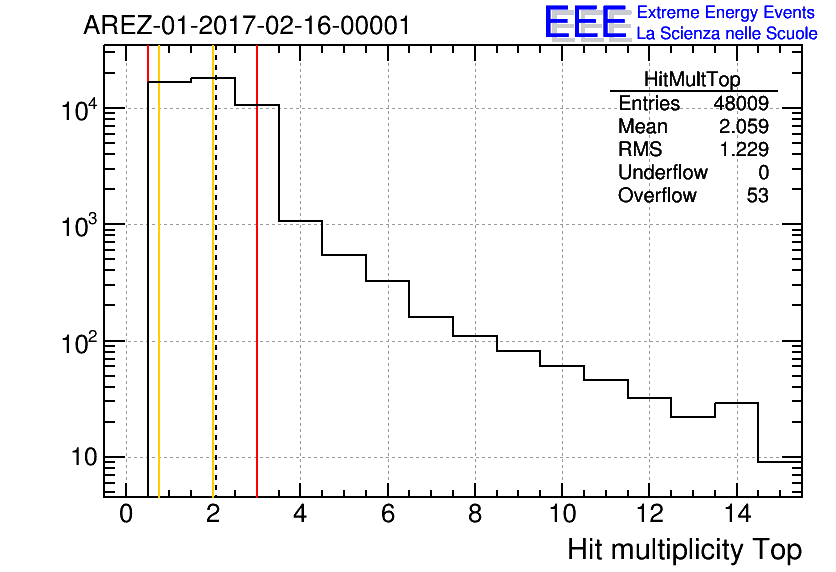 AREZ-01-2017-02-16-00001
EEE Extreme Energy Events
La Scienza nelle Scuole
HitMultTop
Entries 48009
Mean 2.059
RMS 1.229
Underflow 0
Overflow 53
10⁴
10³
10²
10
0 2 4 6 8 10 12 14
Hit multiplicity Top